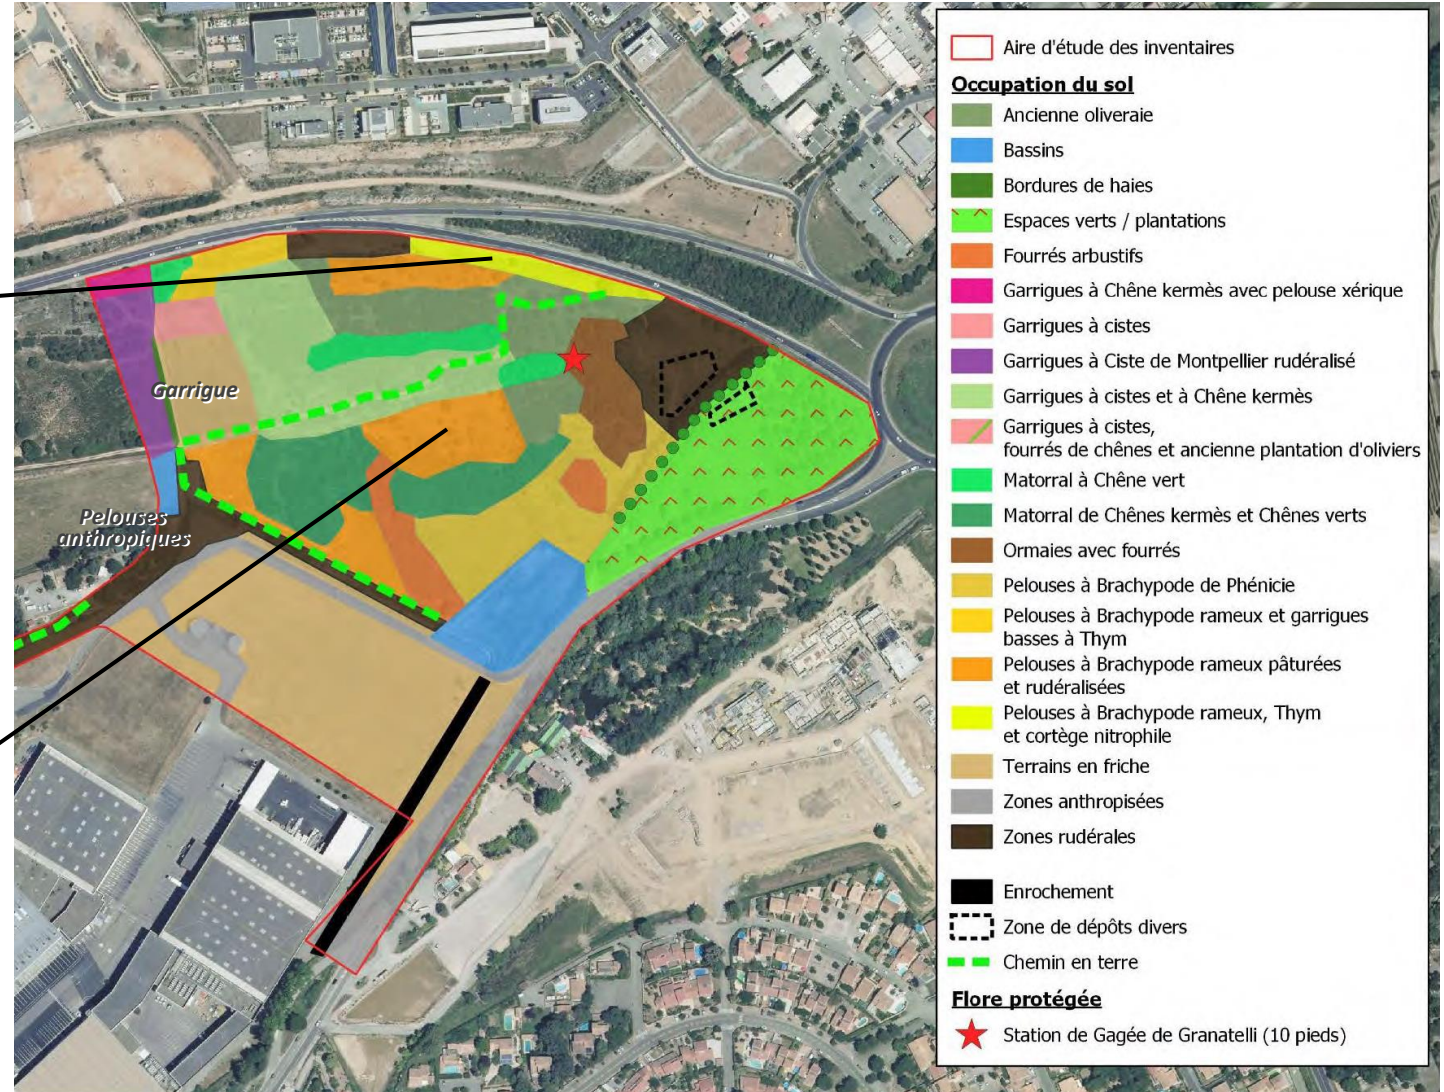 Garrigue
Pelouses
anthropiques
Aire d'étude des inventaires
Occupation du sol
Ancienne oliveraie
Bassins
Bordures de haies
Espaces verts / plantations
Fourrés arbustifs
Garrigues à Chêne kermès avec pelouse xérique
Garrigues à cistes
Garrigues à Ciste de Montpellier rudéralisé
Garrigues à cistes et à Chêne kermès
Garrigues à cistes,
fourrés de chênes et ancienne plantation d'oliviers
Matorral à Chêne vert
Matorral de Chênes kermès et Chênes verts
Ormaies avec fourrés
Pelouses à Brachypode de Phénicie
Pelouses à Brachypode rameux et garrigues
basses à Thym
Pelouses à Brachypode rameux pâturées
et rudéralisées
Pelouses à Brachypode rameux, Thym
et cortège nitrophile
Terrains en friche
Zones anthropisées
Zones rudérales
Enrochement
Zone de dépôts divers
Chemin en terre
Flore protégée
Station de Gagée de Granatelli (10 pieds)